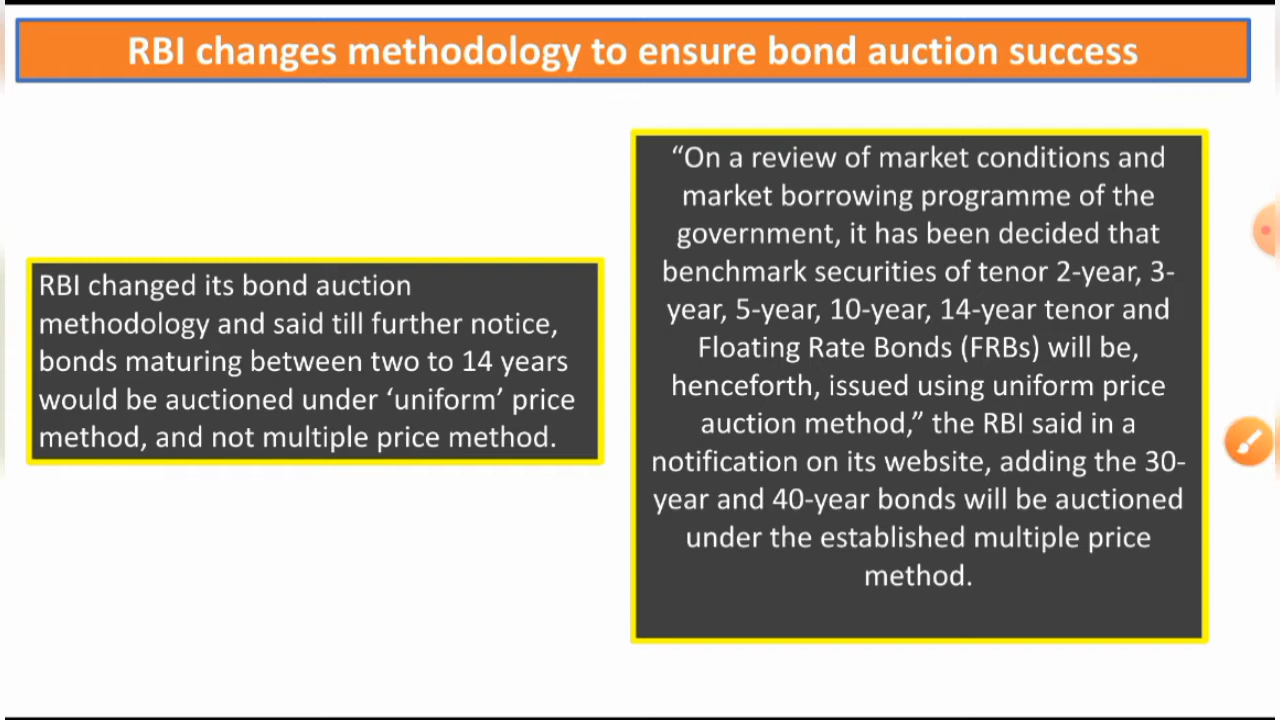 RBI changes methodology to ensure bond auction success
RBI changed its bond auction
methodology and said till further notice,
bonds maturing between two to 14 years
would be auctioned under ‘uniform’ price
method, and not multiple price method.
“On a review of market conditions and
market borrowing programme of the
government, it has been decided that
benchmark securities of tenor 2-year, 3-
year, 5-year, 10-year, 14-year tenor and
Floating Rate Bonds (FRBs) will be,
henceforth, issued using uniform price
auction method,” the RBI said in a
notification on its website, adding the 30-
year and 40-year bonds will be auctioned
under the established multiple price
method.